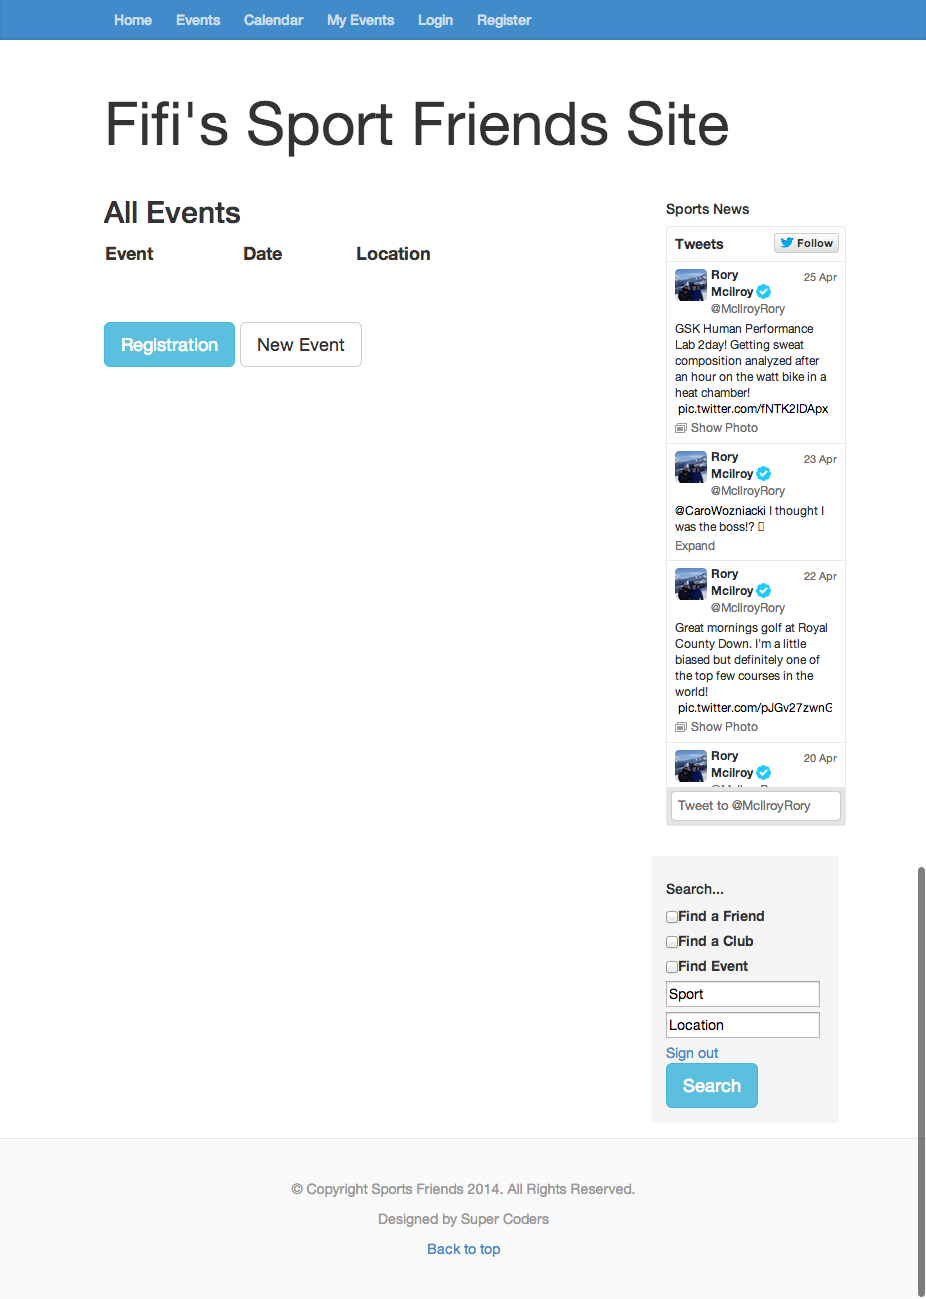 Home Events Calendar My Events Login Register
Fifi's Sport Friends Site
All Events
Event Date Location
Registration New Event
Sports News
Tweets Follow
Rory 25 Apr
Mcilroy
@McIlroyRory
GSK Human Performance
Lab 2day! Getting sweat
composition analyzed after
an hour on the watt bike in a
heat chamber!
pic.twitter.com/fNTK2IDApx
Show Photo
Rory 23 Apr
Mcilroy
@McIlroyRory
@CaroWozniacki I thought I
was the boss!?
Expand
Rory 22 Apr
Mcilroy
@McIlroyRory
Great mornings golf at Royal
County Down. I'm a little
biased but definitely one of
the top few courses in the
world!
pic.twitter.com/pJGv27zwnG
Show Photo
Rory 20 Apr
Mcilroy
Tweet to @McIlroyRory
Search...
Find a Friend
Find a Club
Find Event
Sport
Location
Sign out
Search
© Copyright Sports Friends 2014. All Rights Reserved.
Designed by Super Coders
Back to top